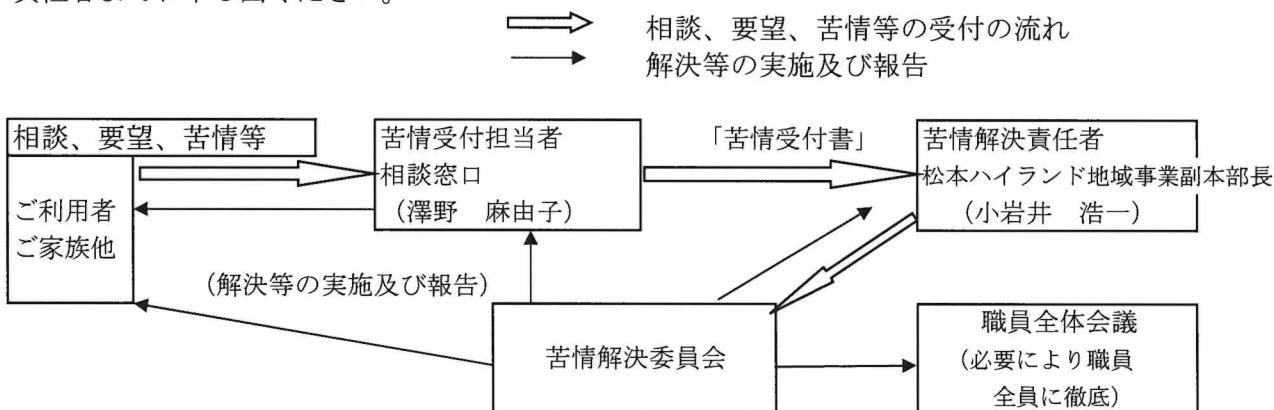 相談、要望、苦情等の受付の流れ
解決等の実施及び報告
相談、要望、苦情等
ご利用者
ご家族他
苦情受付担当者
相談窓口
（澤野　麻由子）
「苦情受付書」
苦情解決責任者
松本ハイランド地域事業副本部長
（小岩井　浩一）
（解決等の実施及び報告）
苦情解決委員会
職員全体会議
（必要により職員
全員に徹底）